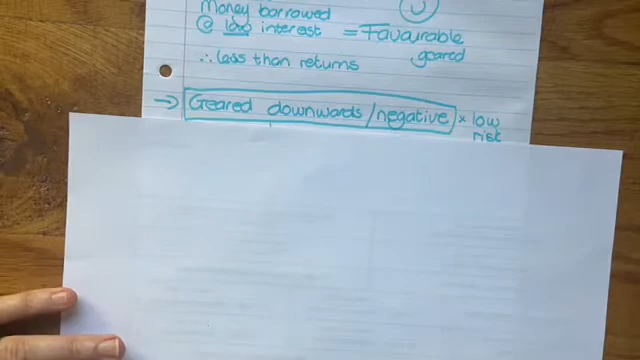 Money borrowed
@ low interest = Favourable
geared
∴ less than returns
→ Geared downwards/negative * low
risk